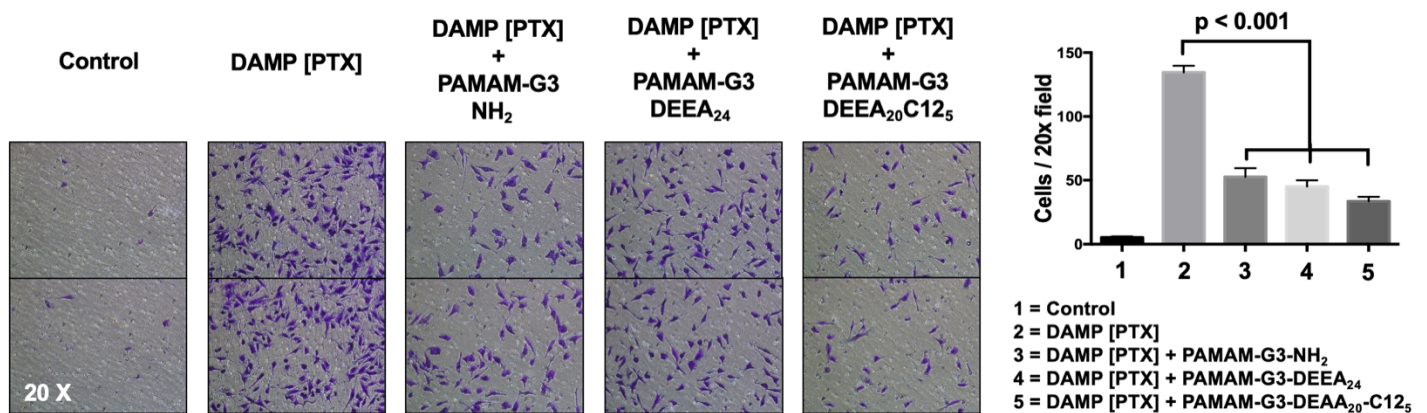 Control
DAMP [PTX]
DAMP [PTX]
+
PAMAM-G3
NH₂
DAMP [PTX]
+
PAMAM-G3
DEEA₂₄
DAMP [PTX]
+
PAMAM-G3
DEEA₂₀C12₅
20 X
p < 0.001
Cells / 20x field
150
100
50
0
1 2 3 4 5
1 = Control
2 = DAMP [PTX]
3 = DAMP [PTX] + PAMAM-G3-NH₂
4 = DAMP [PTX] + PAMAM-G3-DEEA₂₄
5 = DAMP [PTX] + PAMAM-G3-DEAA₂₀-C12₅